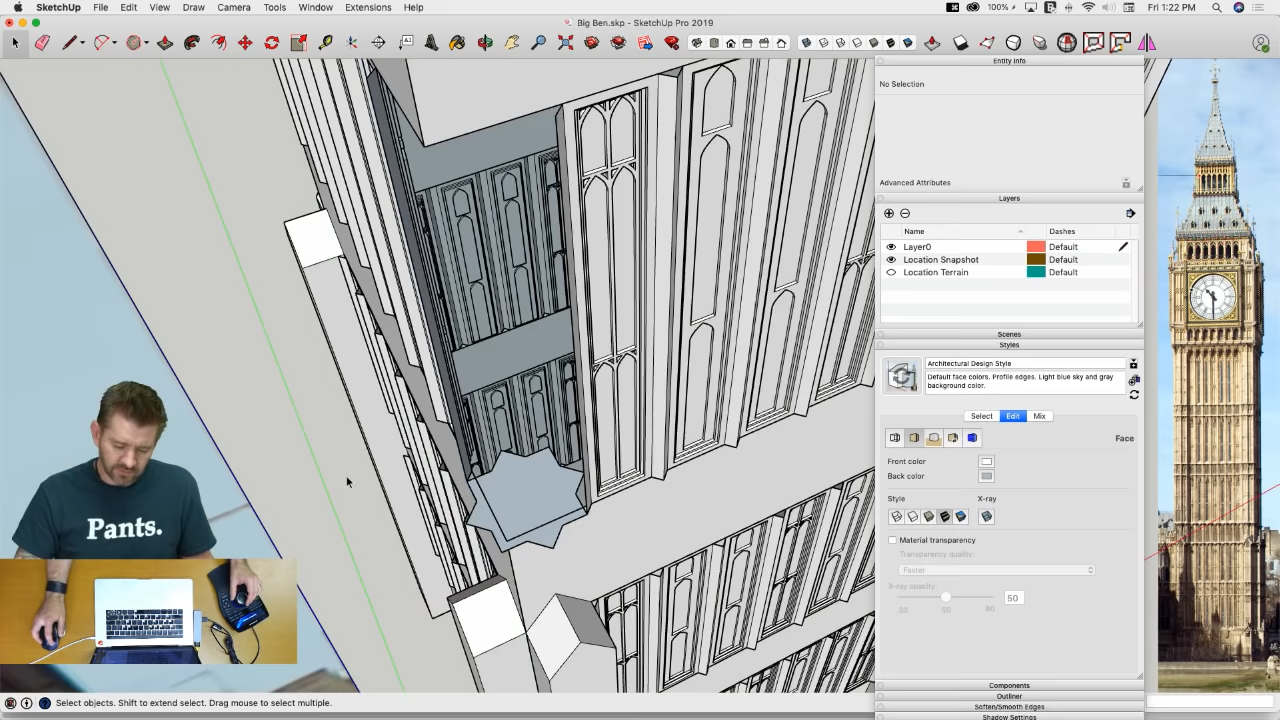 SketchUp File Edit View Draw Camera Tools Window Extensions Help 100% Fri 1:22 PM
Big Ben.skp - SketchUp Pro 2019
Entity Info
No Selection
Advanced Attributes
Layers
Name Dashes
Layer0 Default
Location Snapshot Default
Location Terrain Default
Scenes
Styles
Architectural Design Style
Default face colors. Profile edges. Light blue sky and gray
background color.
Select Edit Mix
Face
Front color
Back color
Style X-ray
Material transparency
Transparency quality:
Faster
X-ray opacity:
50
20 50 80
Pants.
Components
Outliner
Soften/Smooth Edges
Shadow Settings
Select objects. Shift to extend select. Drag mouse to select multiple.